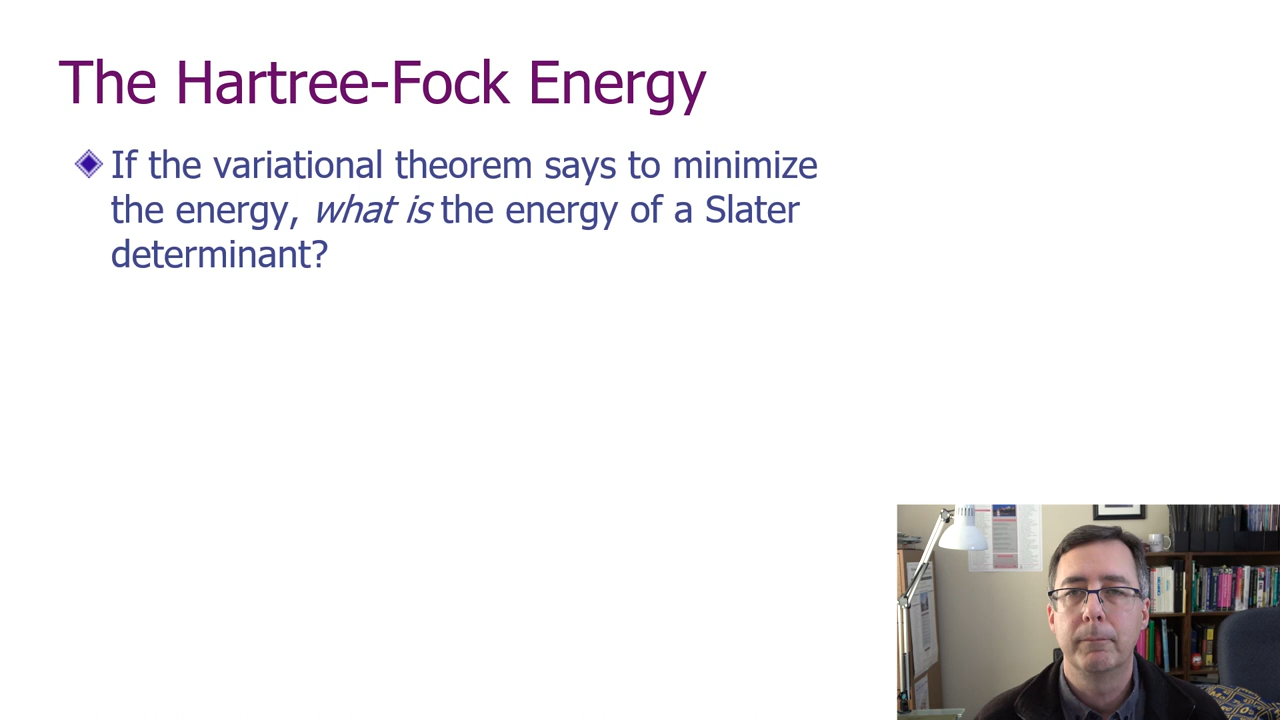 The Hartree-Fock Energy
If the variational theorem says to minimize
the energy, what is the energy of a Slater
determinant?